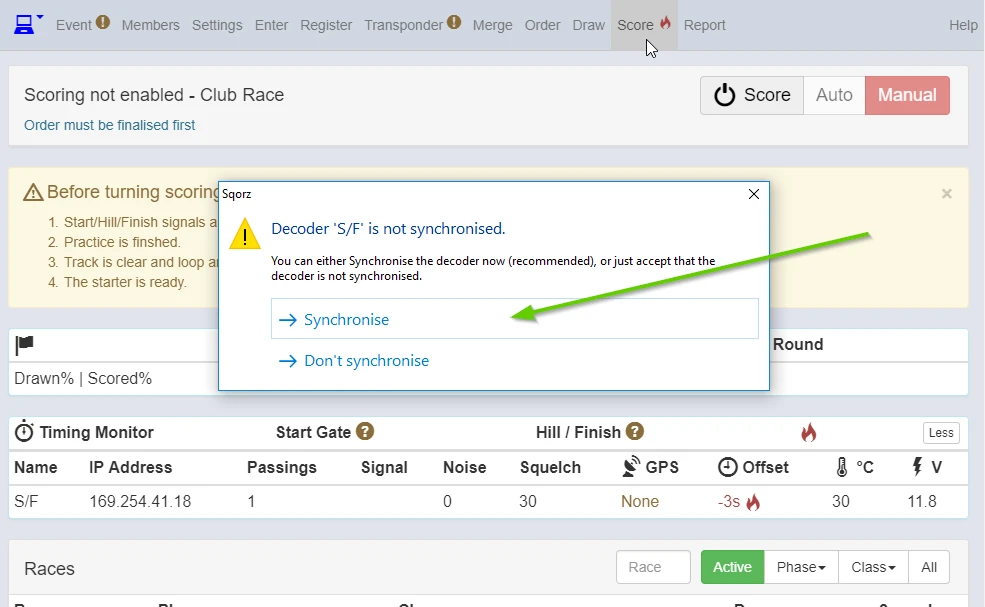 Event Members Settings Enter Register Transponder Merge Order Draw Score Report Help
Scoring not enabled - Club Race
Score Auto Manual
Order must be finalised first
Before turning scoring
1. Start/Hill/Finish signals a
2. Practice is finshed.
3. Track is clear and loop a
4. The starter is ready.
×
Sqorz
Decoder 'S/F' is not synchronised.
You can either Synchronise the decoder now (recommended), or just accept that the
decoder is not synchronised.
Synchronise
Don't synchronise
Round
Drawn% | Scored%
Timing Monitor Start Gate ? Hill / Finish ? Less
Name IP Address Passings Signal Noise Squelch GPS Offset °C V
S/F 169.254.41.18 1 0 30 None -3s 30 11.8
Races Race Active Phase Class All